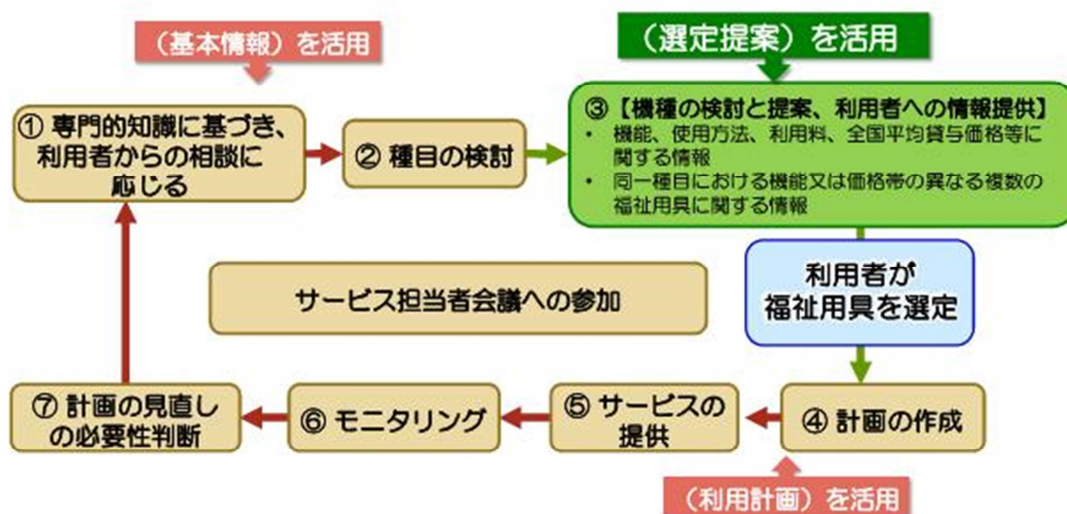 （基本情報）を活用
（選定提案）を活用
① 専門的知識に基づき、
利用者からの相談に
応じる
② 種目の検討
③【機種の検討と提案、利用者への情報提供】
• 機能、使用方法、利用料、全国平均貸与価格等に
関する情報
• 同一種目における機能又は価格帯の異なる複数の
福祉用具に関する情報
利用者が
福祉用具を選定
サービス担当者会議への参加
④ 計画の作成
⑤ サービスの
提供
⑥ モニタリング
⑦ 計画の見直し
の必要性判断
（利用計画）を活用